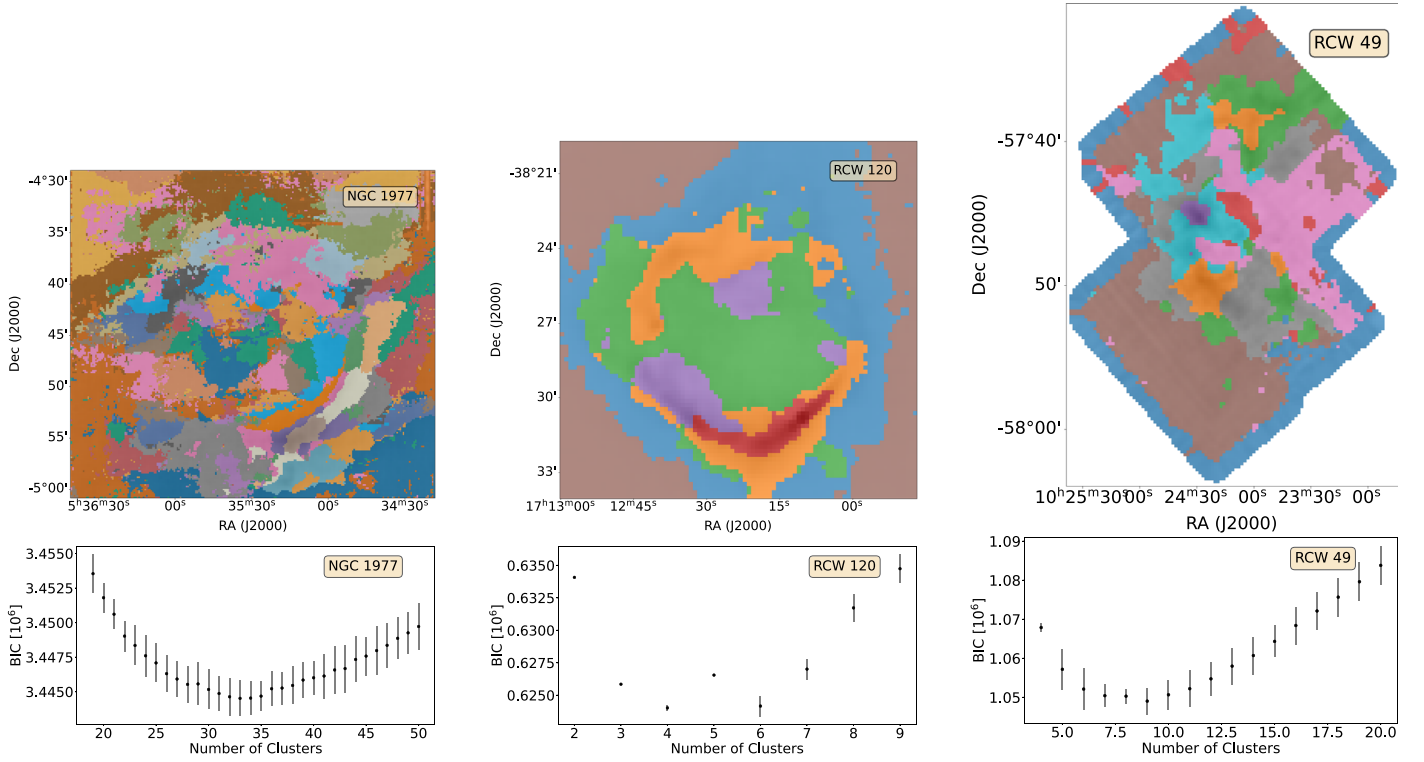 RCW 49
NGC 1977
RCW 120
-4°30'
35'
40'
45'
50'
55'
-5°00'
Dec (J2000)
5ʰ36ᵐ30ˢ 00ˢ 35ᵐ30ˢ 00ˢ 34ᵐ30ˢ
RA (J2000)
-38°21'
24'
27'
30'
33'
Dec (J2000)
17ʰ13ᵐ00ˢ 12ᵐ45ˢ 30ˢ 15ˢ 00ˢ
RA (J2000)
-57°40'
50'
-58°00'
Dec (J2000)
10ʰ25ᵐ30ˢ 00ˢ 24ᵐ30ˢ 00ˢ 23ᵐ30ˢ 00ˢ
RA (J2000)
NGC 1977
3.4550
3.4525
3.4500
3.4475
3.4450
BIC [10⁶]
20 25 30 35 40 45 50
Number of Clusters
RCW 120
0.6350
0.6325
0.6300
0.6275
0.6250
BIC [10⁶]
2 3 4 5 6 7 8 9
Number of Clusters
RCW 49
1.09
1.08
1.07
1.06
1.05
BIC [10⁶]
5.0 7.5 10.0 12.5 15.0 17.5 20.0
Number of Clusters